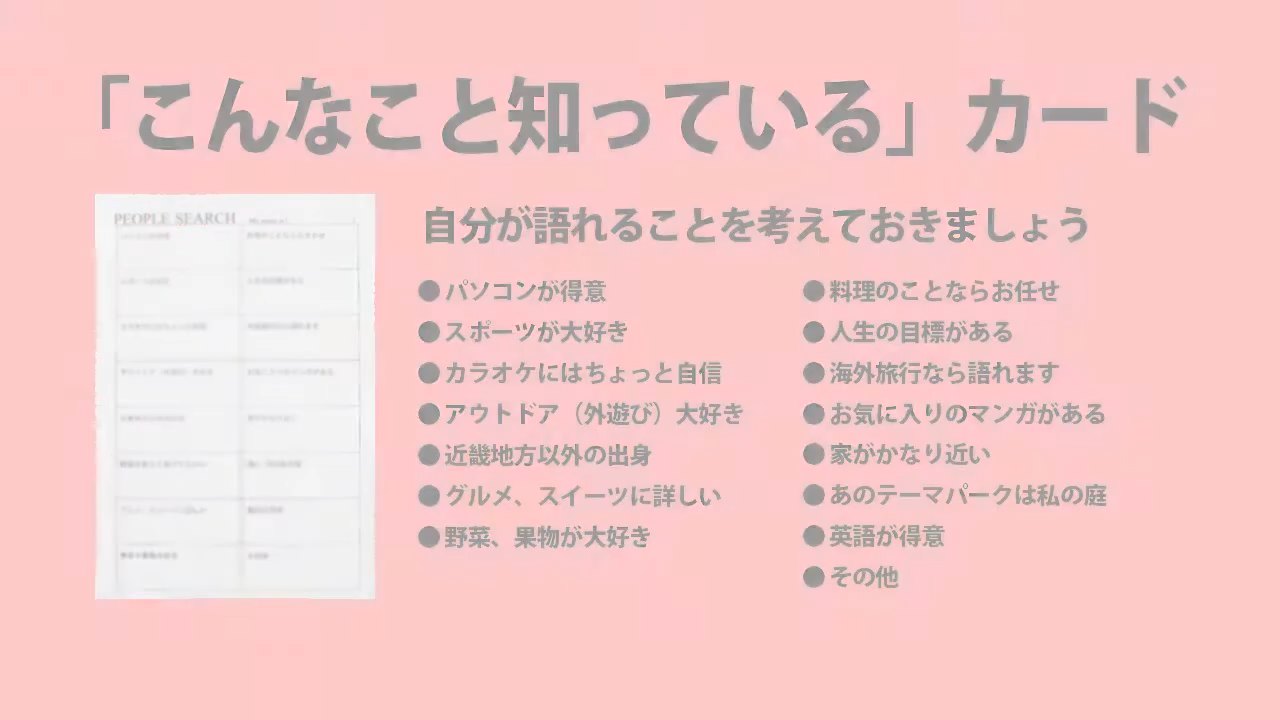 「こんなこと知っている」カード
PEOPLE SEARCH
自分が語れることを考えておきましょう
●パソコンが得意
●スポーツが大好き
●カラオケにはちょっと自信
●アウトドア（外遊び）大好き
●近畿地方以外の出身
●グルメ、スイーツに詳しい
●野菜、果物が大好き
●料理のことならお任せ
●人生の目標がある
●海外旅行なら語れます
●お気に入りのマンガがある
●家がかなり近い
●あのテーマパークは私の庭
●英語が得意
●その他